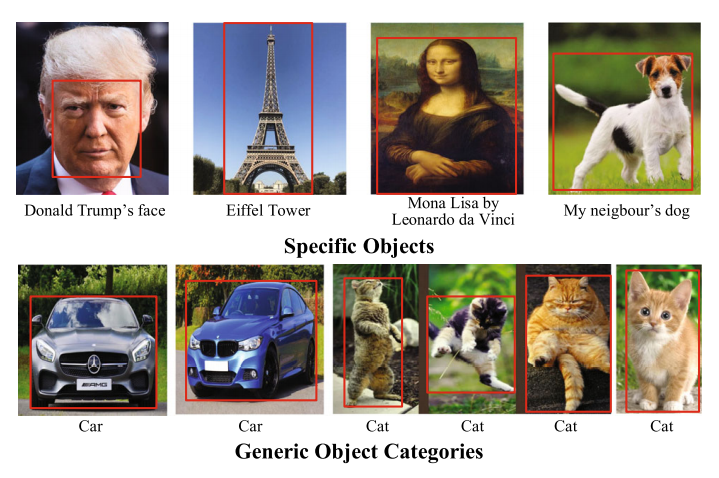 Donald Trump's face
Eiffel Tower
Mona Lisa by
Leonardo da Vinci
My neigbour's dog
Specific Objects
AMG
Car
Car
Cat
Cat
Cat
Cat
Generic Object Categories